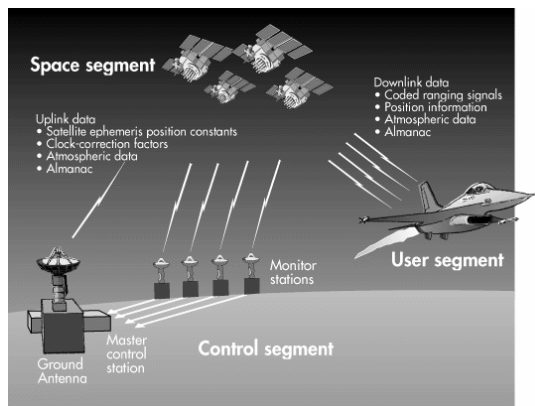 Space segment
Downlink data
• Coded ranging signals
• Position information
• Atmospheric data
• Almanac
Uplink data
• Satellite ephemeris position constants
• Clock-correction factors
• Atmospheric data
• Almanac
User segment
Monitor
stations
Master
control
station
Control segment
Ground
Antenna